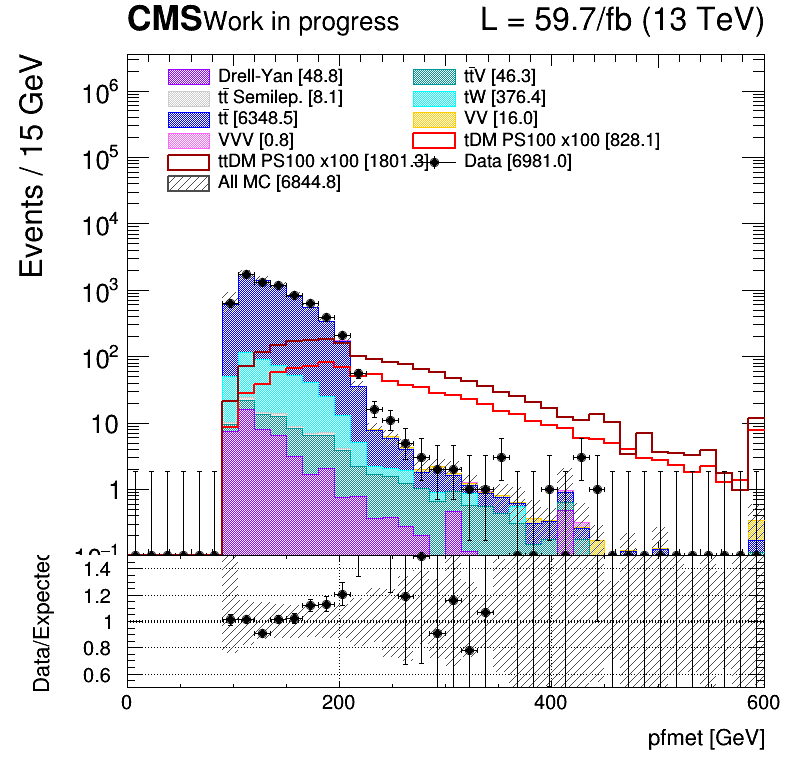 CMS Work in progress L = 59.7/fb (13 TeV)
Events / 15 GeV
Drell-Yan [48.8] tt̄V [46.3]
tt̄ Semilep. [8.1] tW [376.4]
tt̄ [6348.5] VV [16.0]
VVV [0.8] tDM PS100 x100 [828.1]
ttDM PS100 x100 [1801.3] Data [6981.0]
All MC [6844.8]
10⁶
10⁵
10⁴
10³
10²
10
1
10⁻¹
Data/Expected
1.4
1.2
1
0.8
0.6
0 200 400 600
pfmet [GeV]